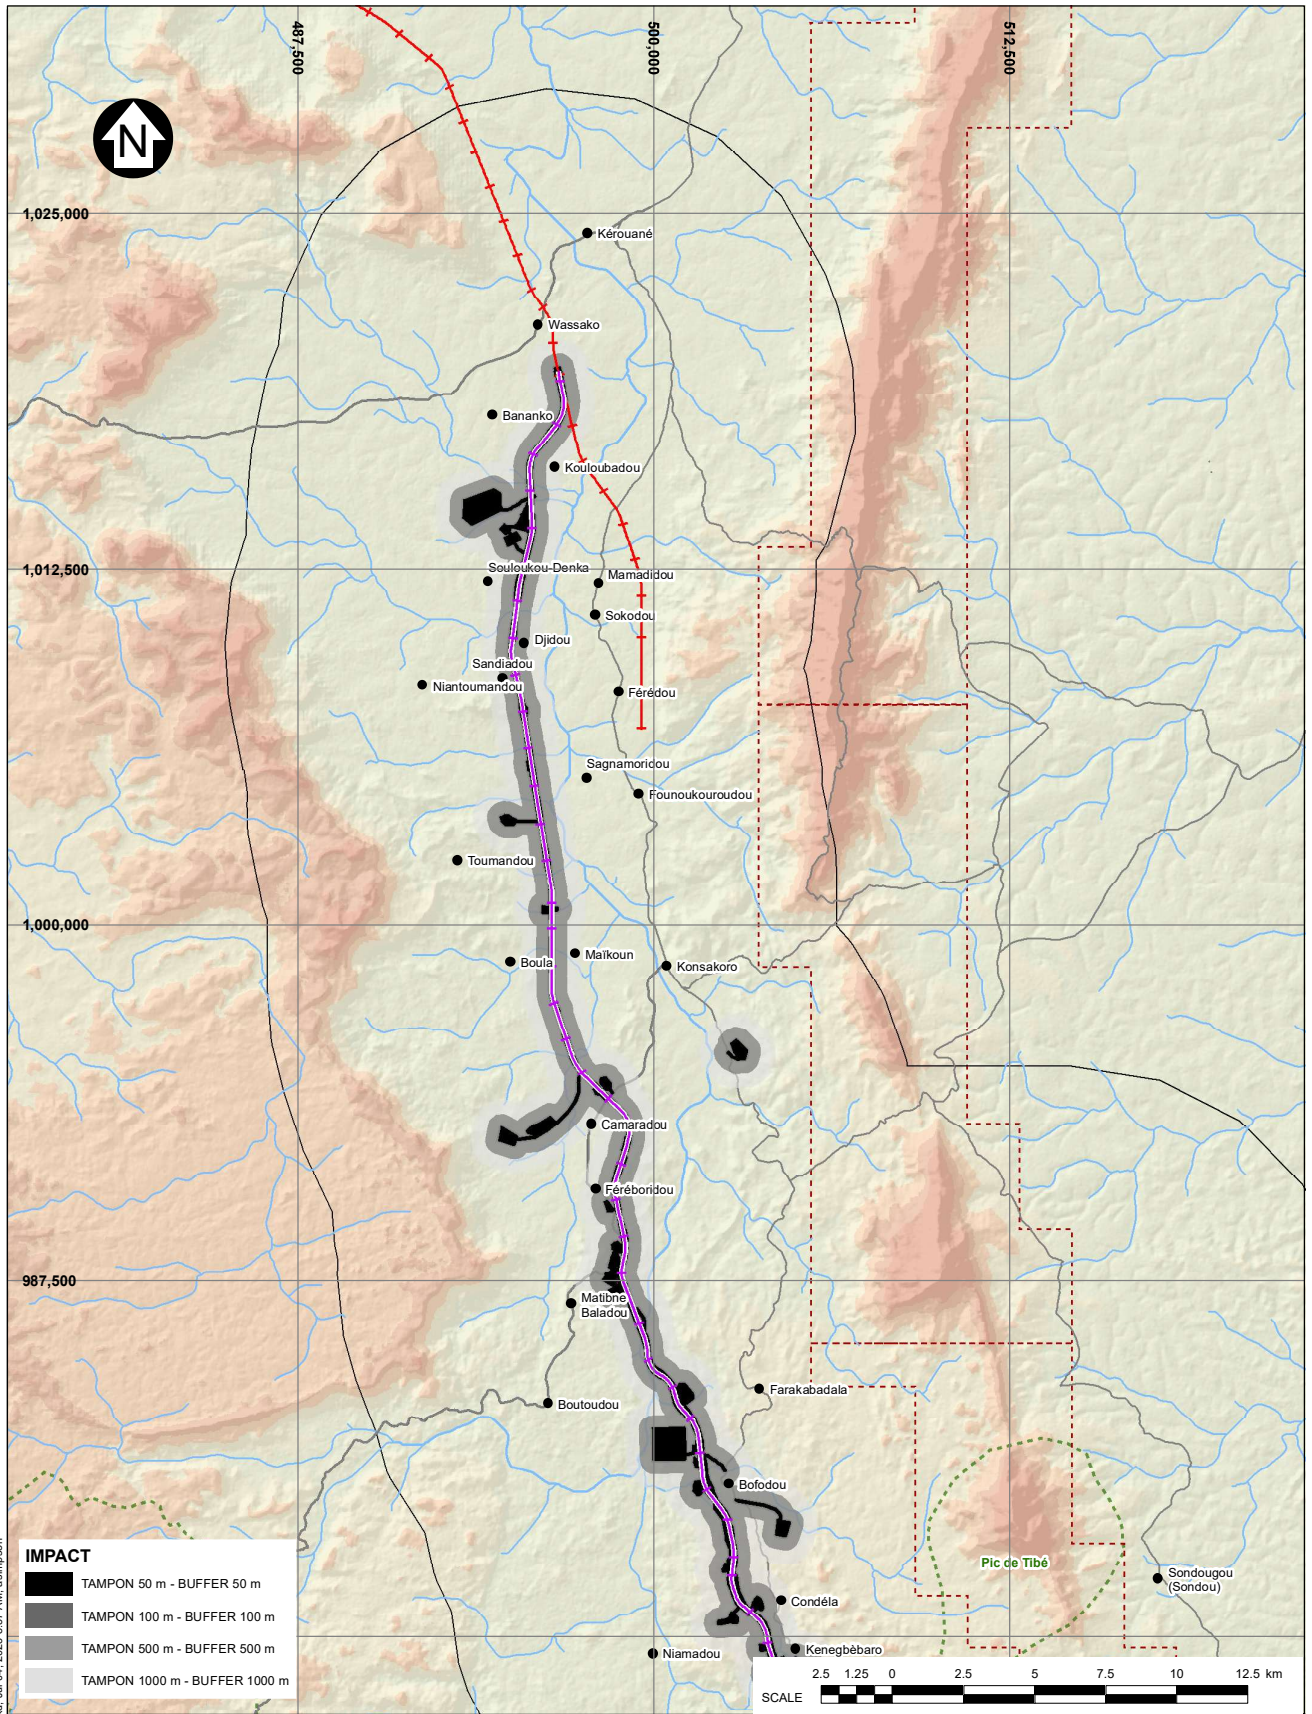 487,500
500,000
512,500
N
1,025,000
Kérouané
Wassako
Bananko
Kouloubadou
1,012,500
Souloukou-Denka
Mamadidou
Sokodou
Djidou
Sandiadou
Niantoumandou
Férédou
Sagnamoridou
Founoukouroudou
Toumandou
1,000,000
Maïkoun
Boula
Konsakoro
Camaradou
Féréboridou
987,500
Matibne
Baladou
Farakabadala
Boutoudou
Bofodou
Pic de Tibé
Sondougou
(Sondou)
Condéla
Kenegbèbaro
Niamadou
IMPACT
TAMPON 50 m - BUFFER 50 m
TAMPON 100 m - BUFFER 100 m
TAMPON 500 m - BUFFER 500 m
TAMPON 1000 m - BUFFER 1000 m
2.5 1.25 0 2.5 5 7.5 10 12.5 km
SCALE